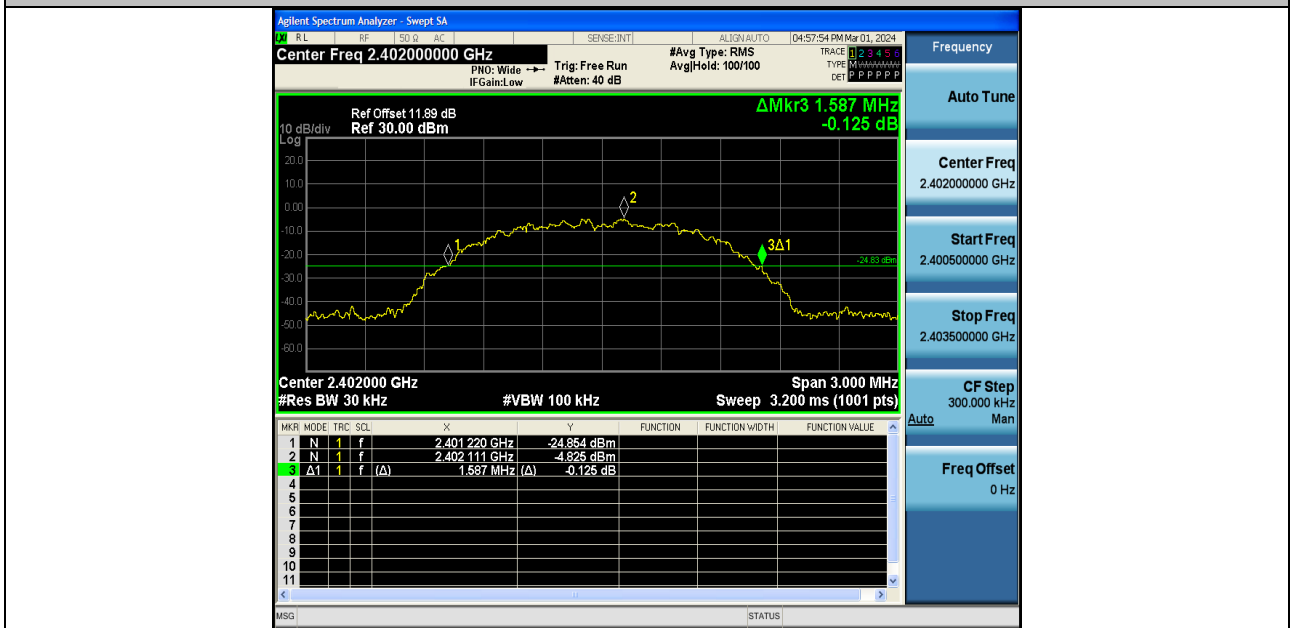 Agilent Spectrum Analyzer - Swept SA
RL RF 50 Ω AC SENSE:INT ALIGN AUTO 04:57:54 PM Mar 01, 2024
Center Freq 2.402000000 GHz
PNO: Wide
IFGain:Low
Trig: Free Run
#Atten: 40 dB
#Avg Type: RMS
Avg|Hold: 100/100
TRACE 1 2 3 4 5 6
TYPE M
DET P P P P P P
ΔMkr3 1.587 MHz
-0.125 dB
Ref Offset 11.89 dB
10 dB/div Ref 30.00 dBm
Log
20.0
10.0
0.00
-10.0
-20.0
-30.0
-40.0
-50.0
-60.0
1
2
3Δ1
-24.83 dBm
Center 2.402000 GHz Span 3.000 MHz
#Res BW 30 kHz #VBW 100 kHz Sweep 3.200 ms (1001 pts)
MKR MODE TRC SCL X Y FUNCTION FUNCTION WIDTH FUNCTION VALUE
1 N 1 f 2.401 220 GHz -24.854 dBm
2 N 1 f 2.402 111 GHz -4.825 dBm
3 Δ1 1 f (Δ) 1.587 MHz (Δ) -0.125 dB
4
5
6
7
8
9
10
11
MSG STATUS
Frequency
Auto Tune
Center Freq
2.402000000 GHz
Start Freq
2.400500000 GHz
Stop Freq
2.403500000 GHz
CF Step
300.000 kHz
Auto Man
Freq Offset
0 Hz